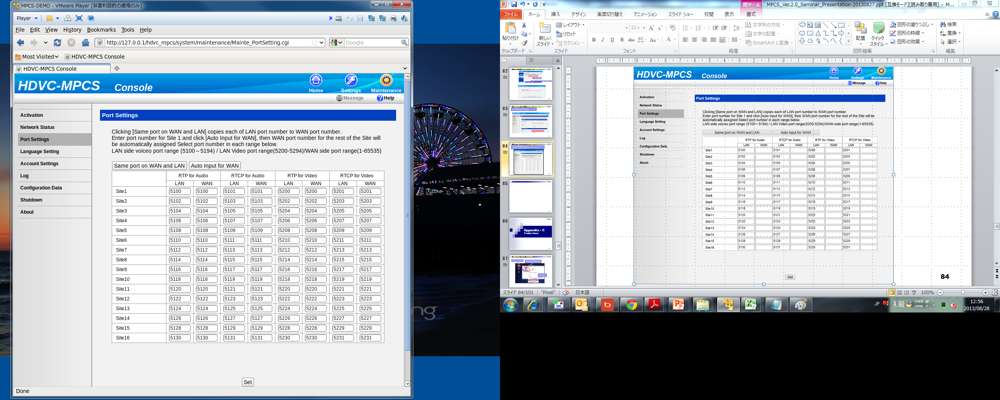 MPCS-DEMO - VMware Player (非営利目的の使用のみ)
Player
File Edit View History Bookmarks Tools Help
http://127.0.0.1/hdvc_mpcs/system/maintenance/Mainte_PortSetting.cgi
Google
Most Visited HDVC-MPCS Console
HDVC-MPCS Console
HDVC-MPCS Console
Home Settings Maintenance
Message Help
Activation
Network Status
Port Settings
Language Setting
Account Settings
Log
Configuration Data
Shutdown
About
Port Settings
Clicking [Same port on WAN and LAN] copies each of LAN port number to WAN port number.
Enter port number for Site 1 and click [Auto Input for WAN], then WAN port number for the rest of the Site will
be automatically assigned Select port number in each range below.
LAN side voiceo port range (5100～5194) / LAN Video port range(5200-5294)/WAN side port range(1-65535)
Same port on WAN and LAN Auto Input for WAN
RTP for Audio RTCP for Audio RTP for Video RTCP for Video
LAN WAN LAN WAN LAN WAN LAN WAN
Site1 5100 5100 5101 5101 5200 5200 5201 5201
Site2 5102 5102 5103 5103 5202 5202 5203 5203
Site3 5104 5104 5105 5105 5204 5204 5205 5205
Site4 5106 5106 5107 5107 5206 5206 5207 5207
Site5 5108 5108 5109 5109 5208 5208 5209 5209
Site6 5110 5110 5111 5111 5210 5210 5211 5211
Site7 5112 5112 5113 5113 5212 5212 5213 5213
Site8 5114 5114 5115 5115 5214 5214 5215 5215
Site9 5116 5116 5117 5117 5216 5216 5217 5217
Site10 5118 5118 5119 5119 5218 5218 5219 5219
Site11 5120 5120 5121 5121 5220 5220 5221 5221
Site12 5122 5122 5123 5123 5222 5222 5223 5223
Site13 5124 5124 5125 5125 5224 5224 5225 5225
Site14 5126 5126 5127 5127 5226 5226 5227 5227
Site15 5128 5128 5129 5129 5228 5228 5229 5229
Site16 5130 5130 5131 5131 5230 5230 5231 5231
Set
Done
図ツール MPCS_Ver.2.0_Seminar_Presentation-20130827.ppt [互換モード][読み取り専用] - M...
ファイル ホーム 挿入 デザイン 画面切り替え アニメーション スライド ショー 校閲 表示 書式
貼り付け
クリップボード
新しい
スライド
レイアウト
リセット
セクション
スライド
32+
フォント
文字列の方向
文字の配置
SmartArt に変換
段落
配置
クイック
スタイル
図形の塗りつぶし
図形の枠線
図形の効果
図形描画
検索
置換
選択
編集
82
83
84
85
86
Appendix - C
Trouble Shoot
87
HDVC-MPCS Console
Home Settings Maintenance
Message Help
Activation
Network Status
Port Settings
Language Setting
Account Settings
Log
Configuration Data
Shutdown
About
Port Settings
Clicking [Same port on WAN and LAN] copies each of LAN port number to WAN port number.
Enter port number for Site 1 and click [Auto Input for WAN], then WAN port number for the rest of the Site will be
automatically assigned Select port number in each range below.
LAN side voiceo port range (5100～5194) / LAN Video port range(5200-5294)/WAN side port range(1-65535)
Same port on WAN and LAN Auto Input for WAN
RTP for Audio RTCP for Audio RTP for Video RTCP for Video
LAN WAN LAN WAN LAN WAN LAN WAN
Site1 5100 5101 5200 5201
Site2 5102 5103 5202 5203
Site3 5104 5105 5204 5205
Site4 5106 5107 5206 5207
Site5 5108 5109 5208 5209
Site6 5110 5111 5210 5211
Site7 5112 5113 5212 5213
Site8 5114 5115 5214 5215
Site9 5116 5117 5216 5217
Site10 5118 5119 5218 5219
Site11 5120 5121 5220 5221
Site12 5122 5123 5222 5223
Site13 5124 5125 5224 5225
Site14 5126 5127 5226 5227
Site15 5128 5129 5228 5229
Site16 5130 5131 5230 5231
Set
84
スライド 84/101 "Pixel" 日本語 100%
JP A 般 CAPS KANA
12:56
2013/08/28
ng